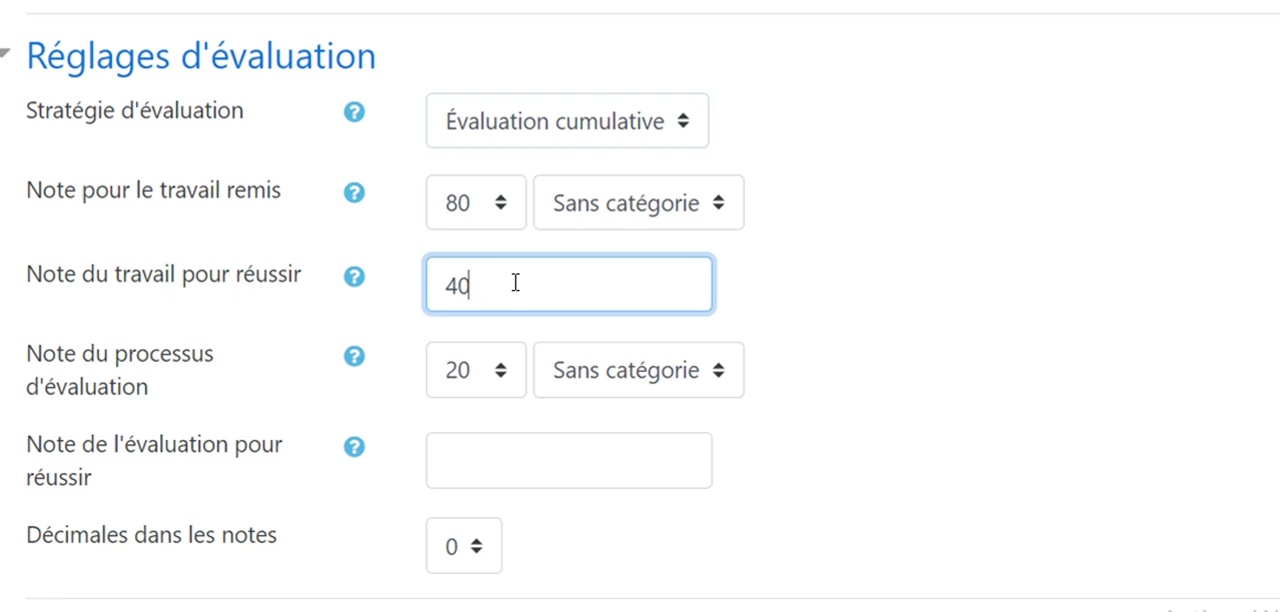 Réglages d'évaluation
Stratégie d'évaluation
?
Évaluation cumulative
Note pour le travail remis
?
80
Sans catégorie
Note du travail pour réussir
?
40
Note du processus
d'évaluation
?
20
Sans catégorie
Note de l'évaluation pour
réussir
?
Décimales dans les notes
0